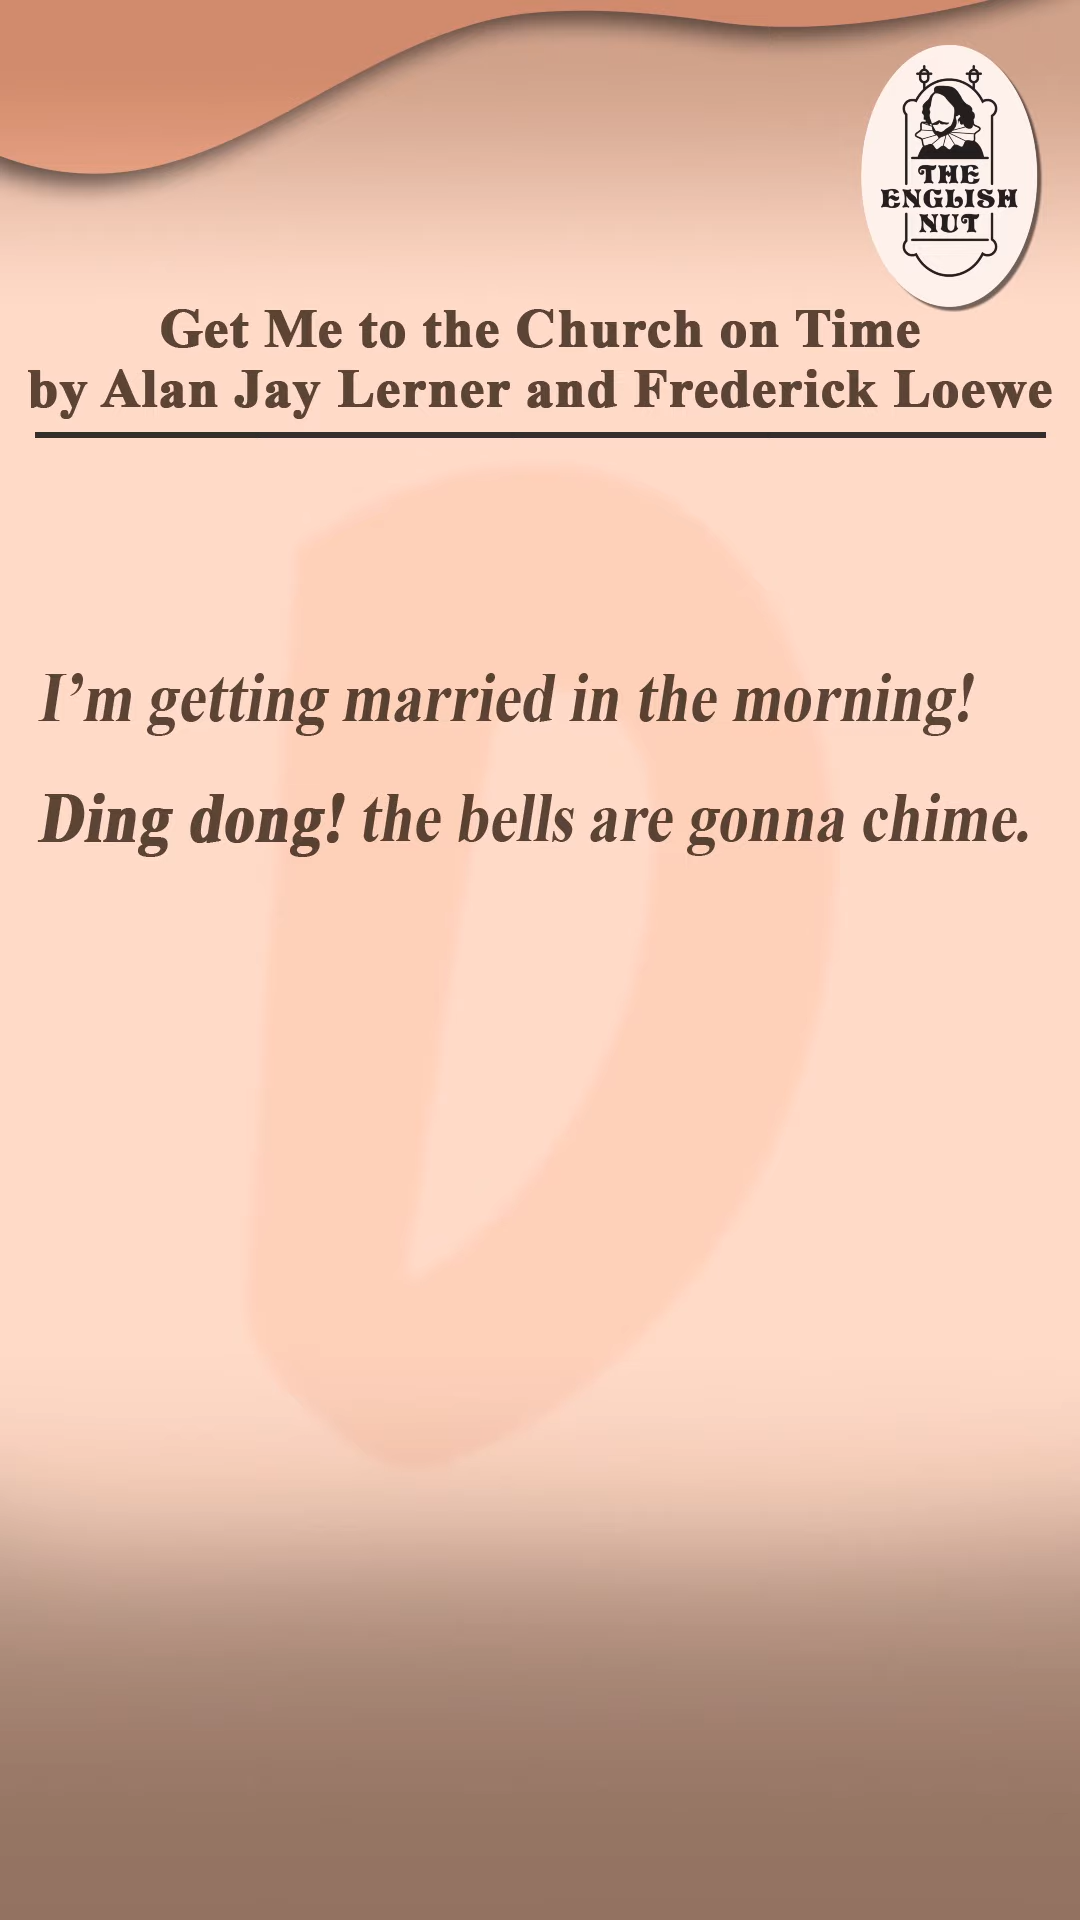 THE
ENGLISH
NUT
Get Me to the Church on Time
by Alan Jay Lerner and Frederick Loewe
I’m getting married in the morning!
Ding dong! the bells are gonna chime.
D